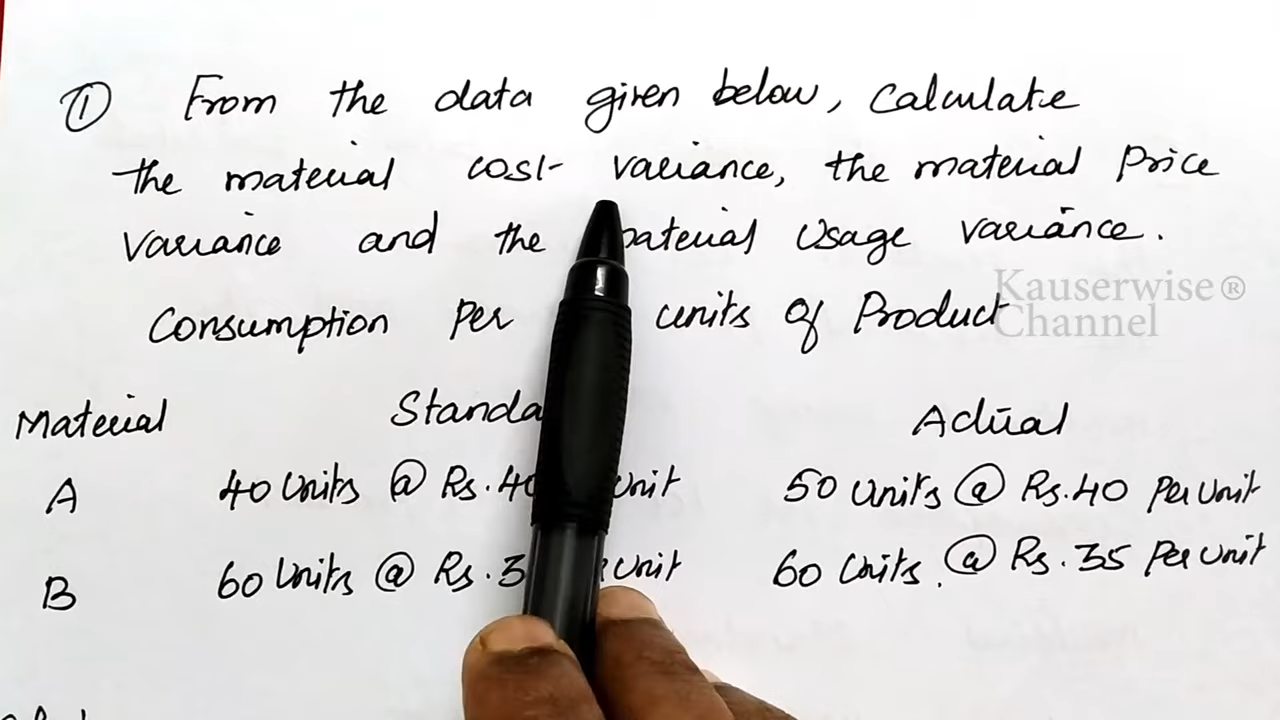 ① From the data given below, Calculate
the material cost variance, the material Price
Variance and the material Usage variance.
Kauserwise®
Channel
Consumption Per units of Product
Material Standa Actual
A 40 Units @ Rs. 40 unit 50 units @ Rs. 40 Per unit
B 60 Units @ Rs. 3 unit 60 Units. @ Rs. 35 Per unit